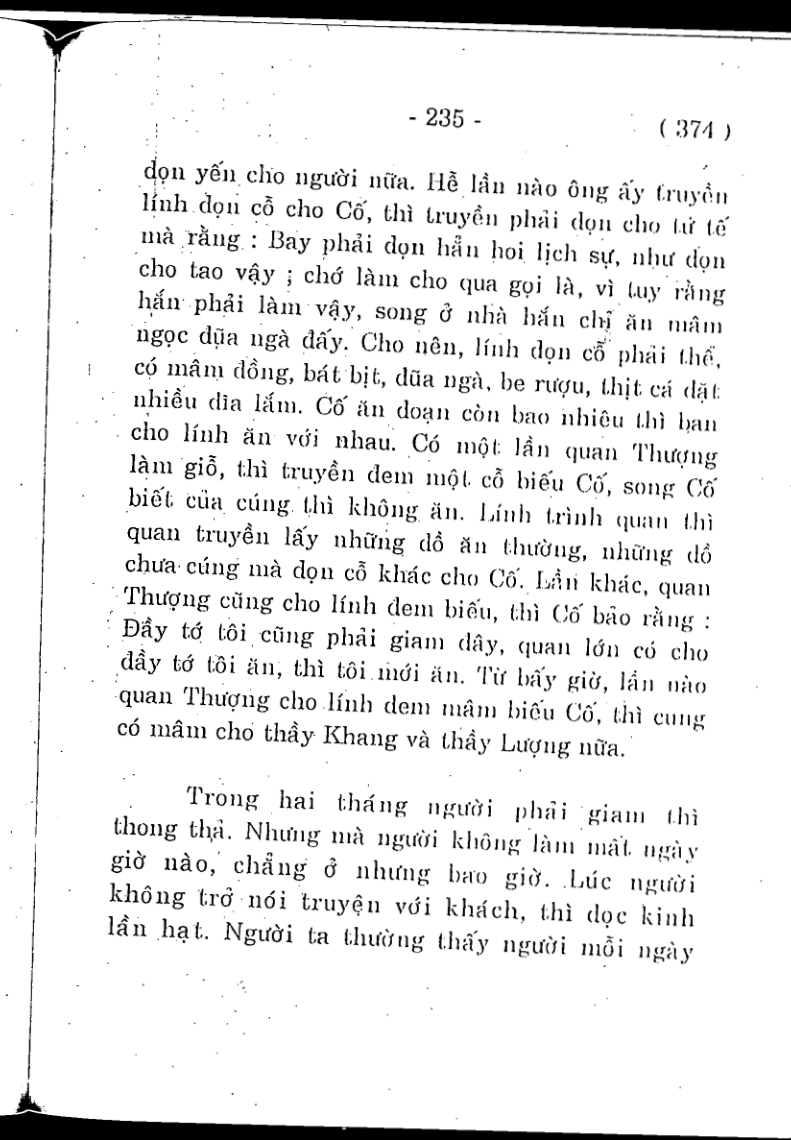 - 235 -
( 374 )
dọn yến cho người nữa. Hễ lần nào ông ấy truyền
lính dọn cỗ cho Cố, thì truyền phải dọn cho tử tế
mà rằng : Bay phải dọn hẳn hoi lịch sự, như dọn
cho tao vậy ; chớ làm cho qua gọi là, vì tuy rằng
hắn phải làm vậy, song ở nhà hắn chỉ ăn mâm
ngọc dũa ngà đấy. Cho nên, lính dọn cỗ phải thể,
có mâm đồng, bát bịt, dũa ngà, be rượu, thịt cá dặt
nhiều dĩa lắm. Cố ăn doạn còn bao nhiêu thì ban
cho lính ăn với nhau. Có một lần quan Thượng
làm giỗ, thì truyền dem một cỗ biếu Cố, song Cố
biết của cúng thì không ăn. Lính trình quan thì
quan truyền lấy những dồ ăn thường, những dồ
chưa cúng mà dọn cỗ khác cho Cố. Lần khác, quan
Thượng cũng cho lính dem biếu, thì Cố bảo rằng :
Đầy tớ tôi cũng phải giam dây, quan lớn có cho
dầy tớ tôi ăn, thì tôi mới ăn. Từ bấy giờ, lần nào
quan Thượng cho lính dem mâm biếu Cố, thì cung
có mâm cho thầy Khang và thầy Lượng nữa.
Trong hai tháng người phải giam thì
thong thả. Nhưng mà người không làm mất ngày
giờ nào, chẳng ở nhưng bao giờ. Lúc người
không trở nói truyện với khách, thì dọc kinh
lần hạt. Người ta thường thấy người mỗi ngày